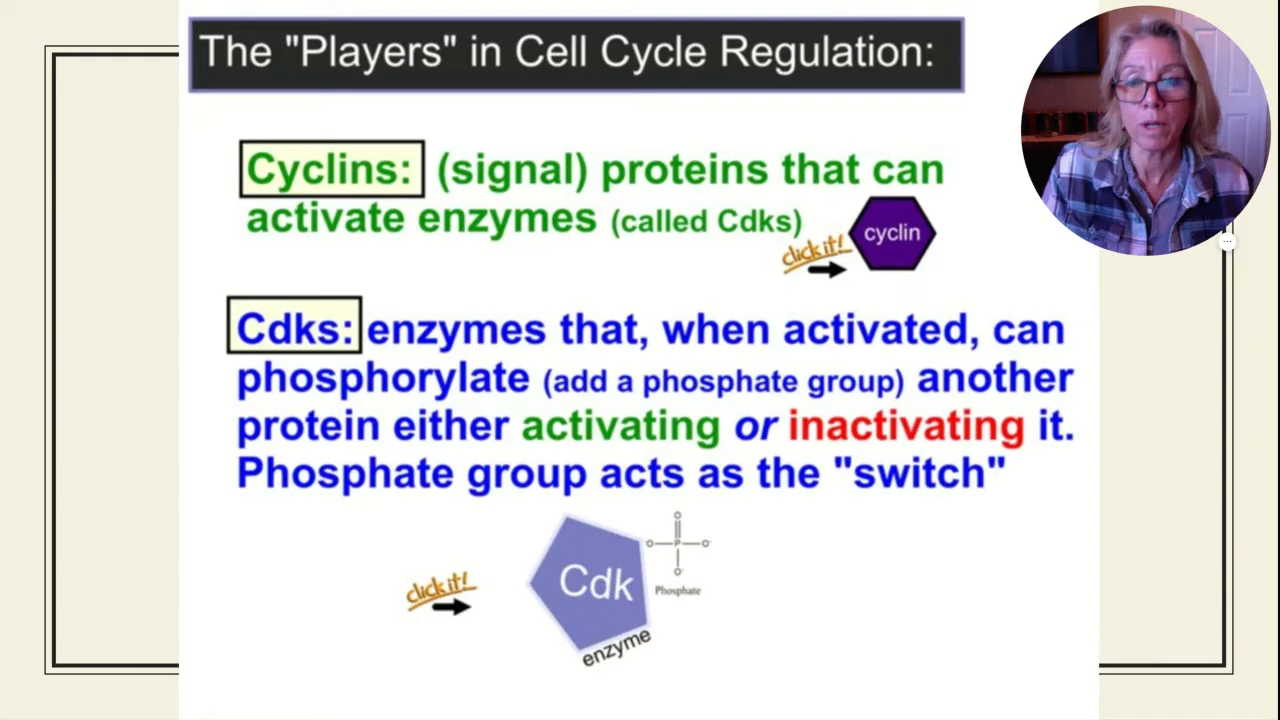 The "Players" in Cell Cycle Regulation:
Cyclins: (signal) proteins that can
activate enzymes (called Cdks)
click it!
cyclin
Cdks: enzymes that, when activated, can
phosphorylate (add a phosphate group) another
protein either activating or inactivating it.
Phosphate group acts as the "switch"
click it!
Cdk
enzyme
O
O P O-
O-
Phosphate